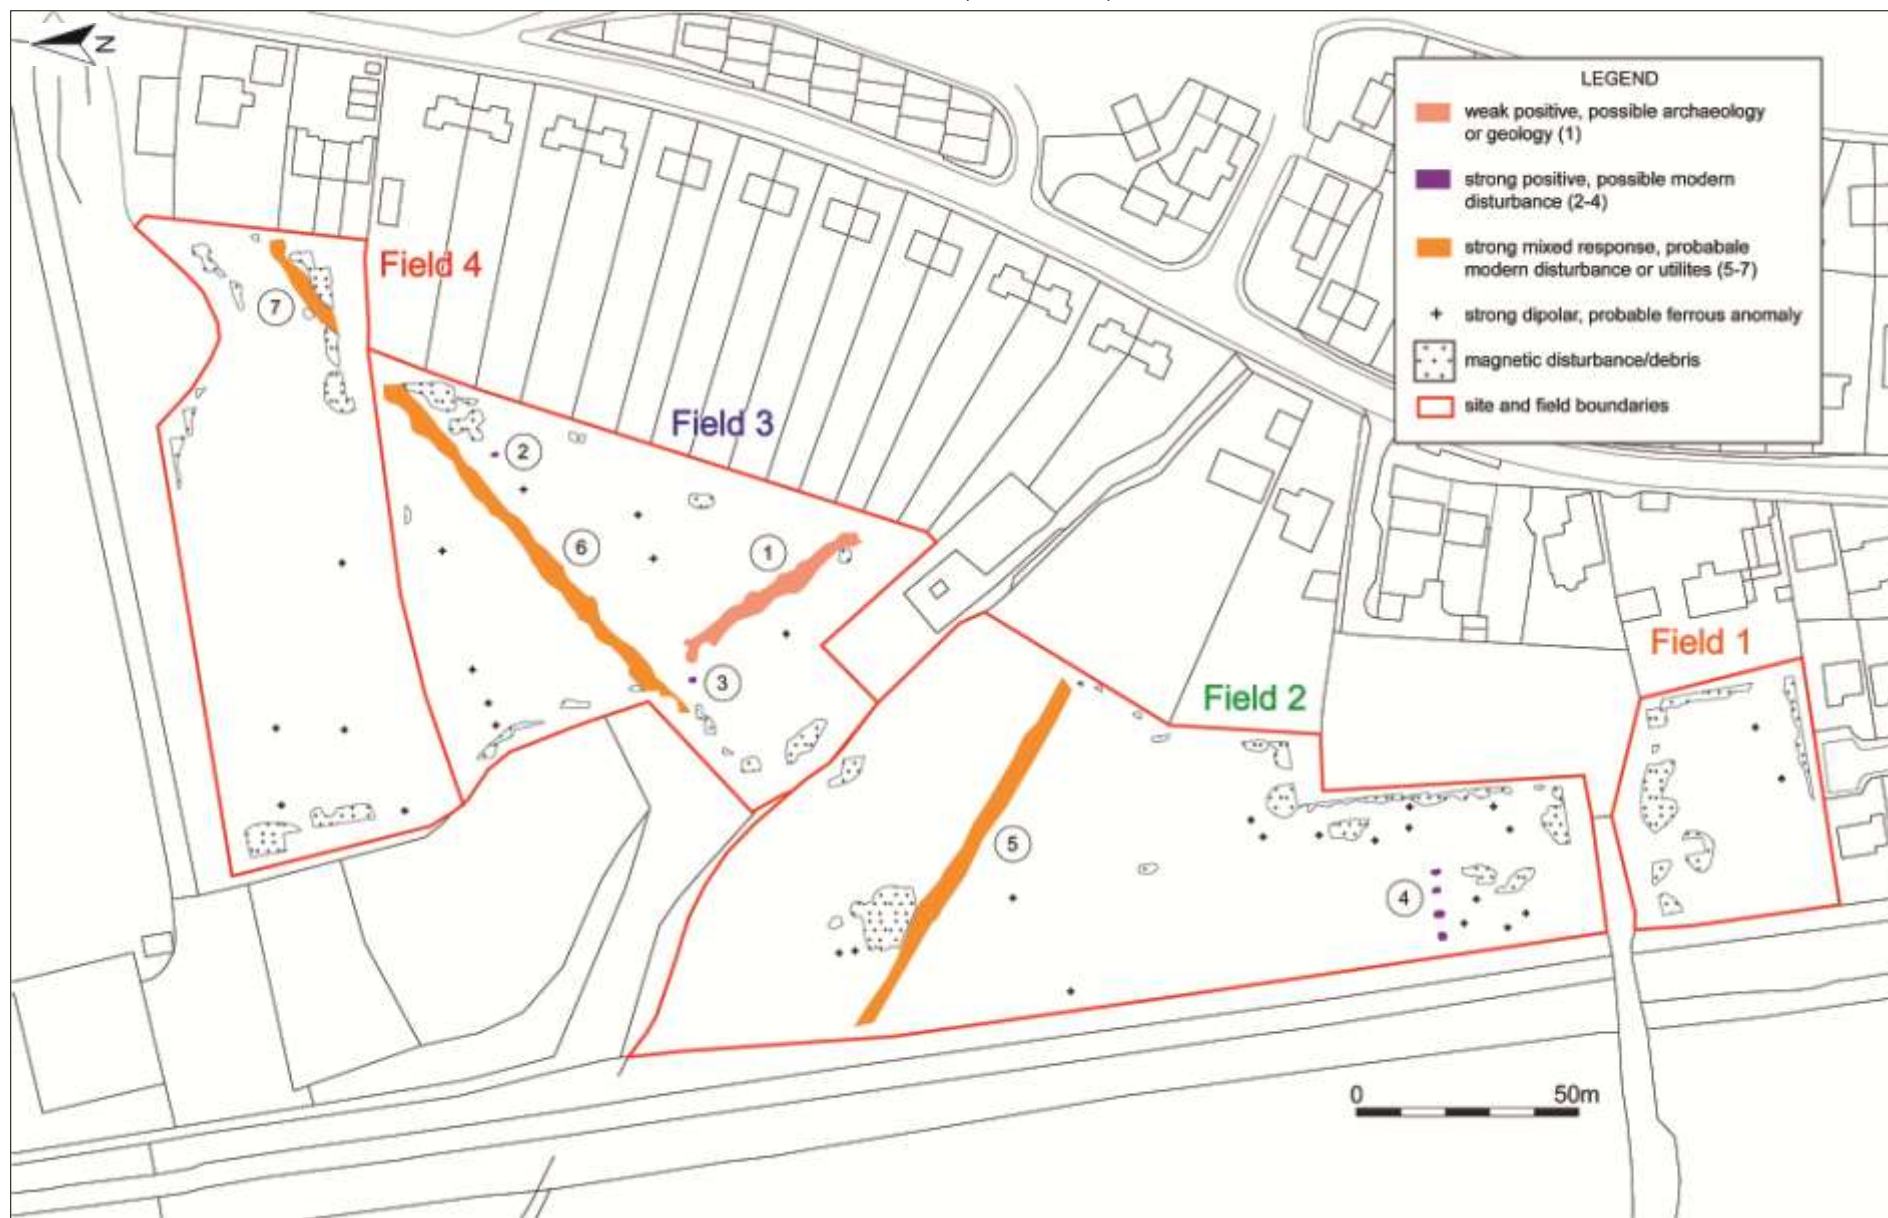 N
LEGEND
weak positive, possible archaeology
or geology (1)
strong positive, possible modern
disturbance (2-4)
strong mixed response, probabale
modern disturbance or utilites (5-7)
strong dipolar, probable ferrous anomaly
magnetic disturbance/debris
site and field boundaries
Field 4
7
Field 3
2
6
1
3
Field 1
Field 2
5
4
0 50m